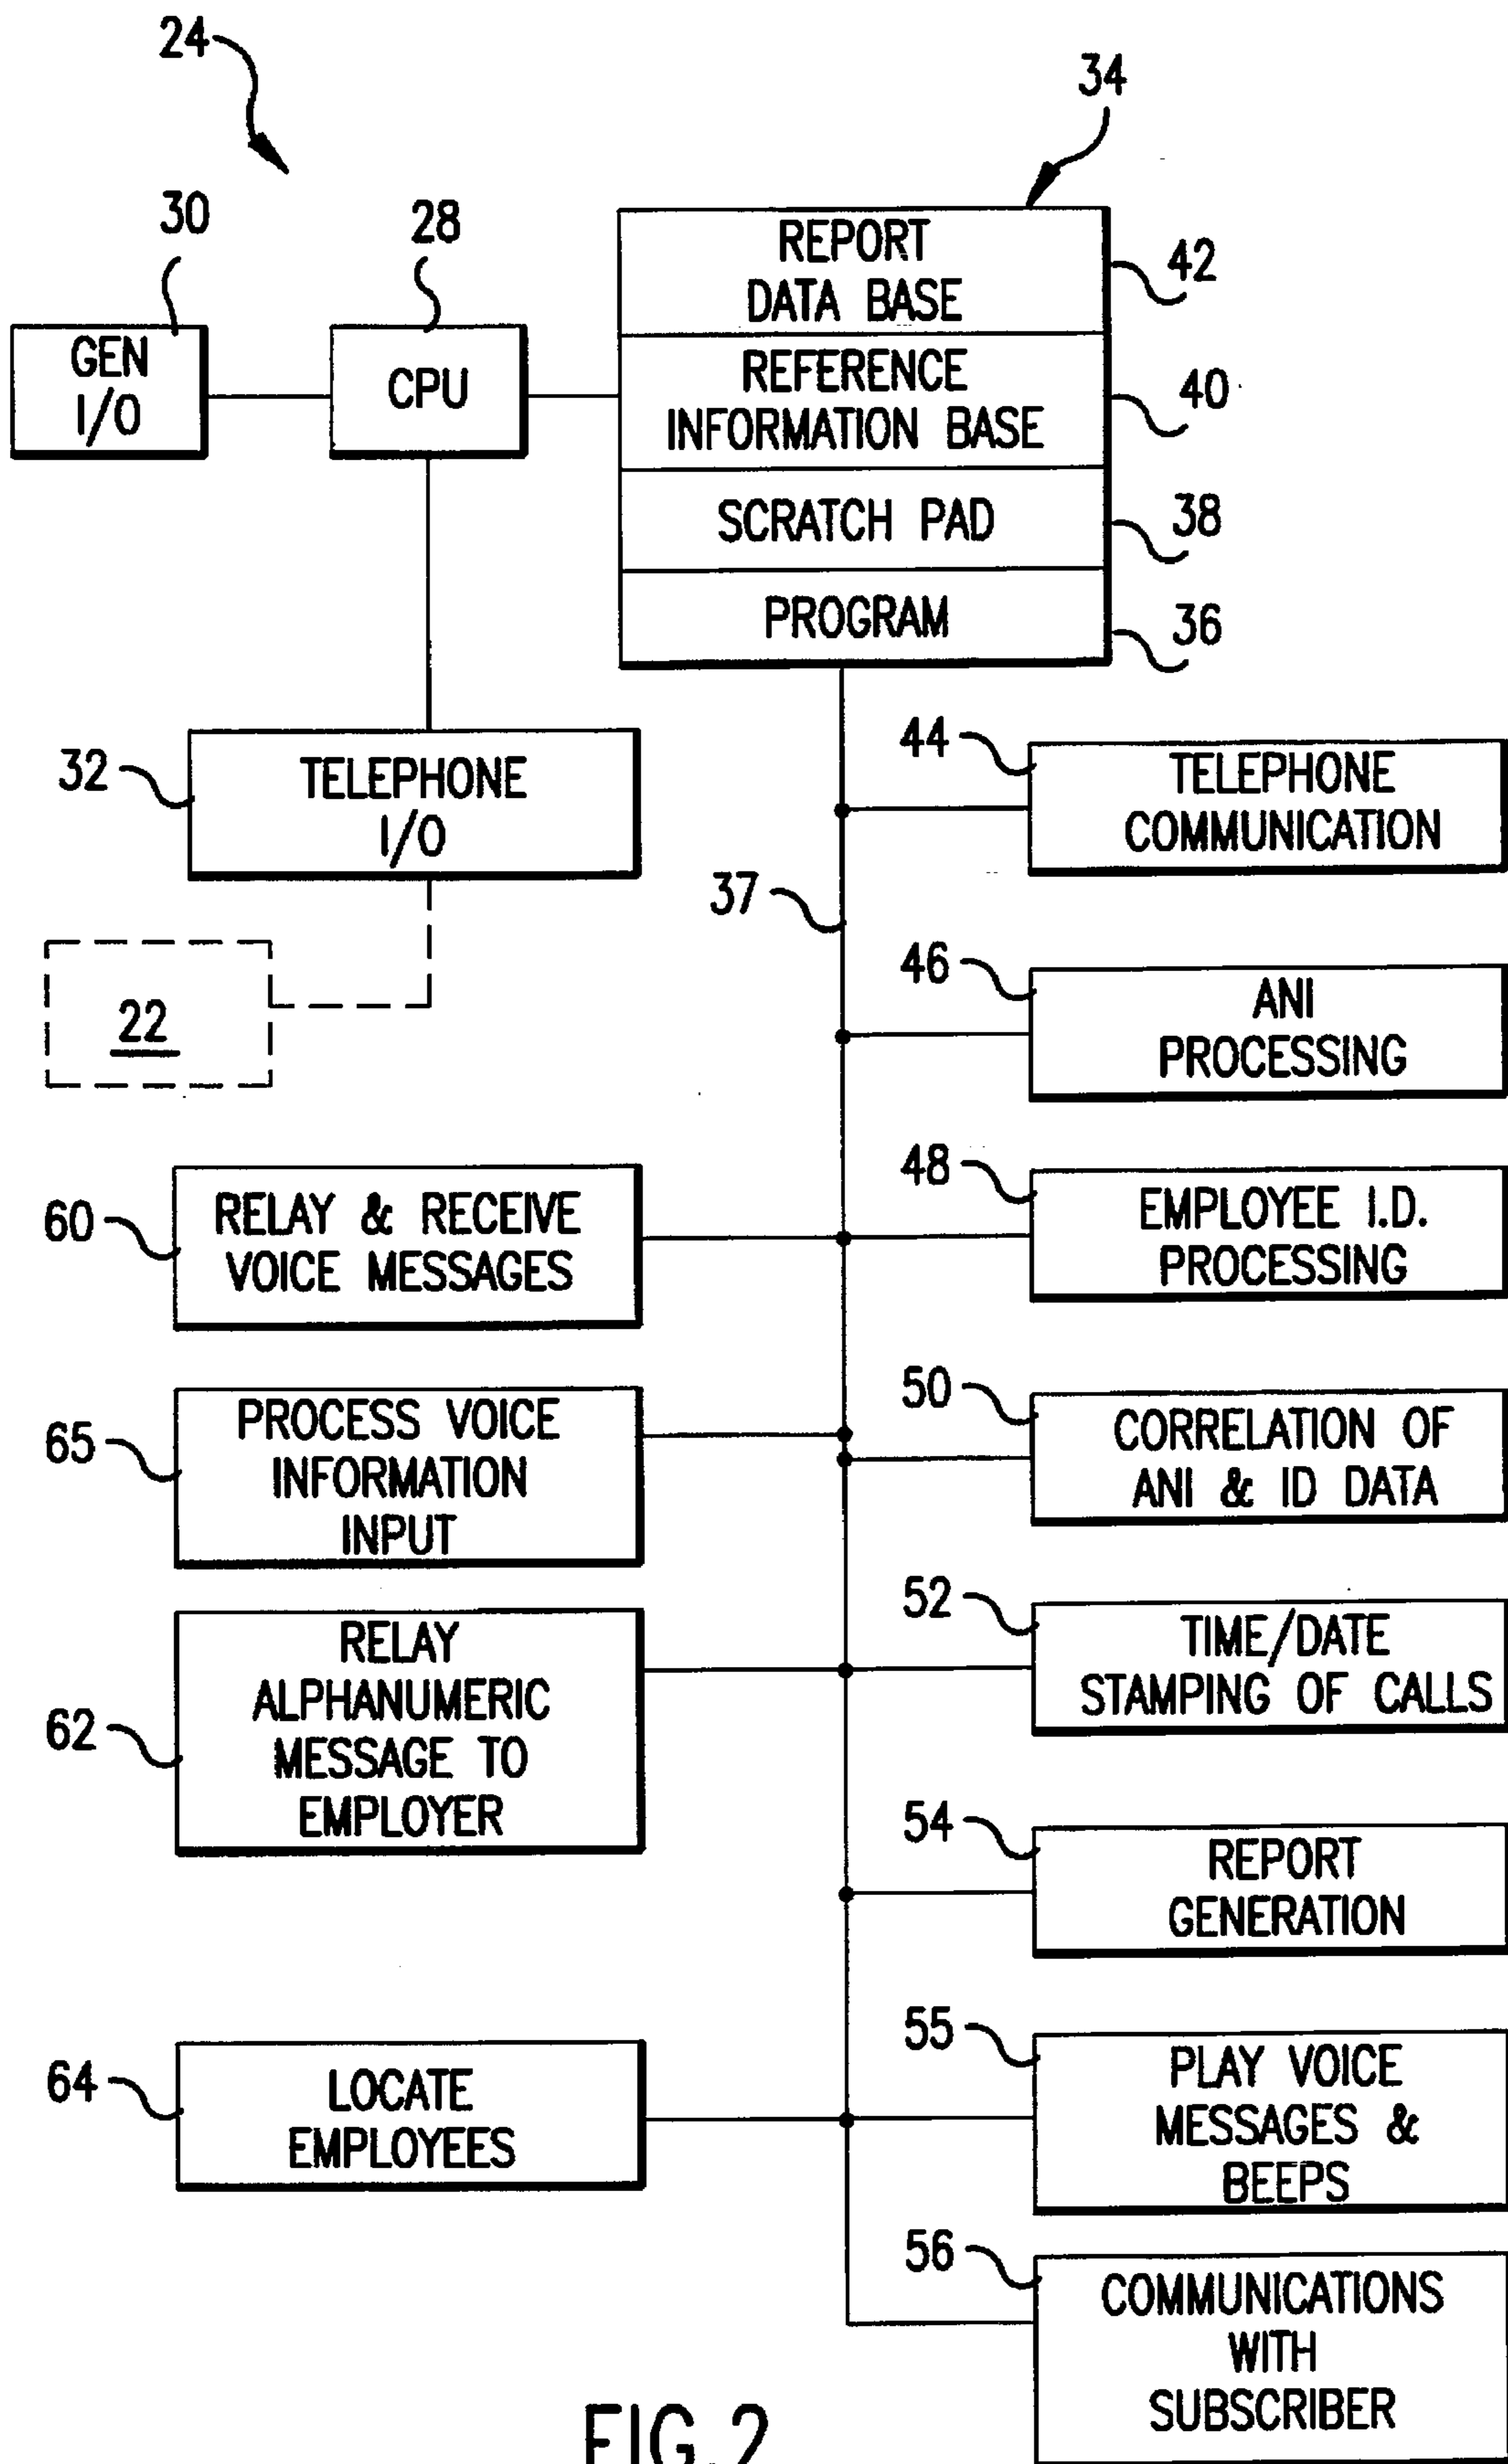 24
34
30
28
REPORT
DATA BASE
42
GEN
I/O
CPU
REFERENCE
INFORMATION BASE
40
SCRATCH PAD
38
PROGRAM
36
32
TELEPHONE
I/O
44
TELEPHONE
COMMUNICATION
37
22
46
ANI
PROCESSING
60
RELAY & RECEIVE
VOICE MESSAGES
48
EMPLOYEE I.D.
PROCESSING
65
PROCESS VOICE
INFORMATION
INPUT
50
CORRELATION OF
ANI & ID DATA
62
RELAY
ALPHANUMERIC
MESSAGE TO
EMPLOYER
52
TIME/DATE
STAMPING OF CALLS
54
REPORT
GENERATION
64
LOCATE
EMPLOYEES
55
PLAY VOICE
MESSAGES &
BEEPS
56
COMMUNICATIONS
WITH
SUBSCRIBER
FIG.2